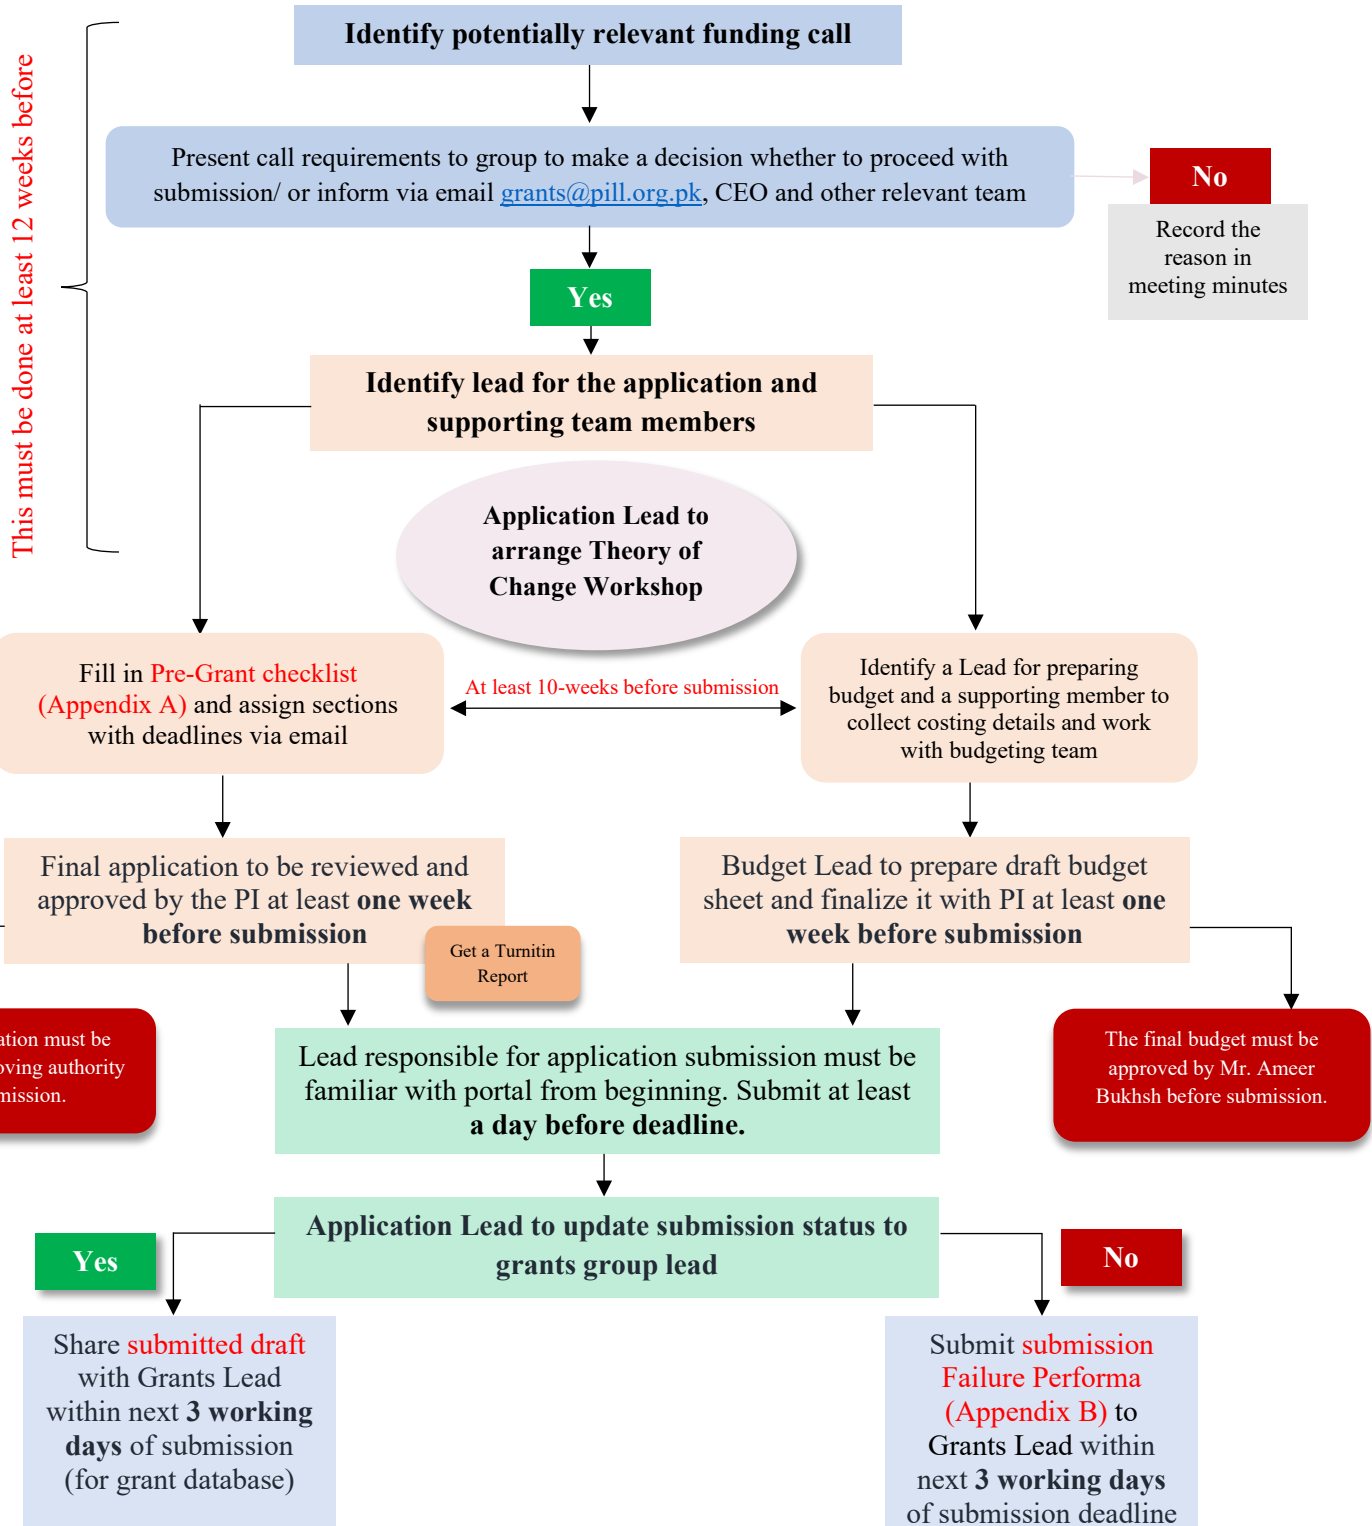 This must be done at least 12 weeks before
Identify potentially relevant funding call
Present call requirements to group to make a decision whether to proceed with
submission/ or inform via email grants@pill.org.pk, CEO and other relevant team
No
Record the
reason in
meeting minutes
Yes
Identify lead for the application and
supporting team members
Application Lead to
arrange Theory of
Change Workshop
Fill in Pre-Grant checklist
(Appendix A) and assign sections
with deadlines via email
At least 10-weeks before submission
Identify a Lead for preparing
budget and a supporting member to
collect costing details and work
with budgeting team
Final application to be reviewed and
approved by the PI at least one week
before submission
Get a Turnitin
Report
Budget Lead to prepare draft budget
sheet and finalize it with PI at least one
week before submission
must be
authority
Lead responsible for application submission must be
familiar with portal from beginning. Submit at least
a day before deadline.
The final budget must be
approved by Mr. Ameer
Bukhsh before submission.
Application Lead to update submission status to
grants group lead
Yes
No
Share submitted draft
with Grants Lead
within next 3 working
days of submission
(for grant database)
Submit submission
Failure Performa
(Appendix B) to
Grants Lead within
next 3 working days
of submission deadline